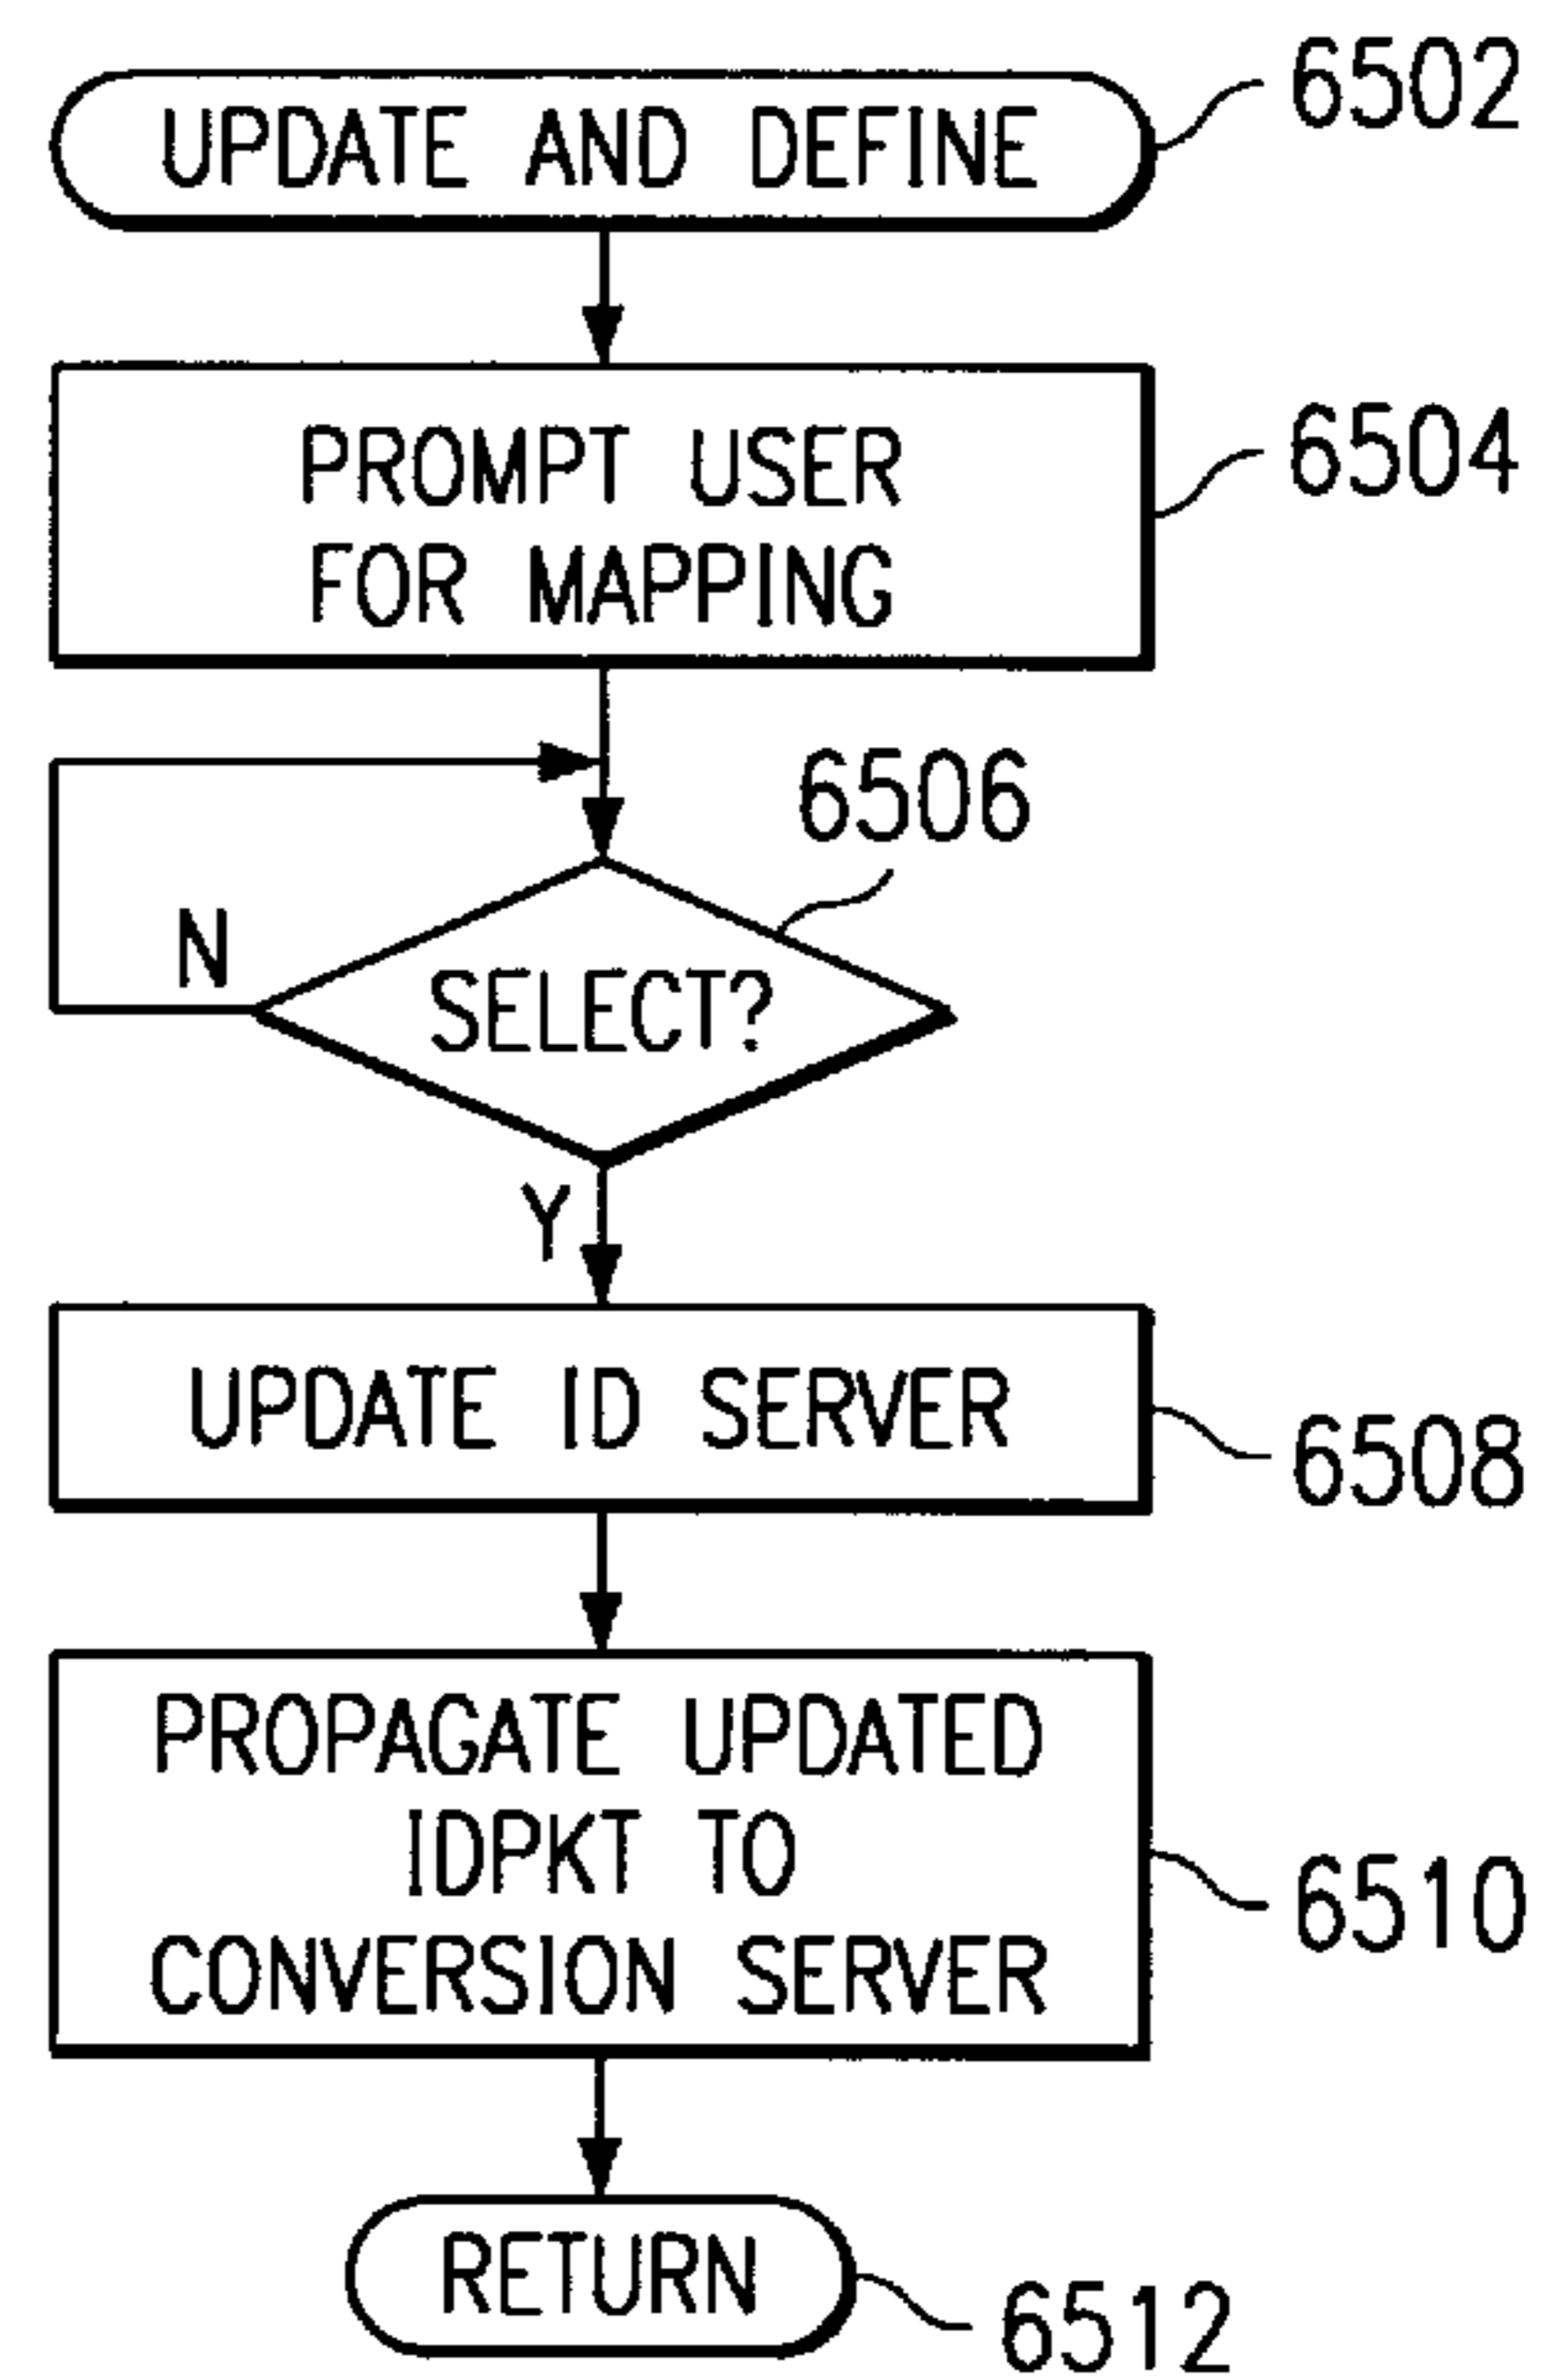 UPDATE AND DEFINE
6502
PROMPT USER
FOR MAPPING
6504
6506
N
SELECT?
Y
UPDATE ID SERVER
6508
PROPAGATE UPDATED
IDPKT TO
CONVERSION SERVER
6510
RETURN
6512